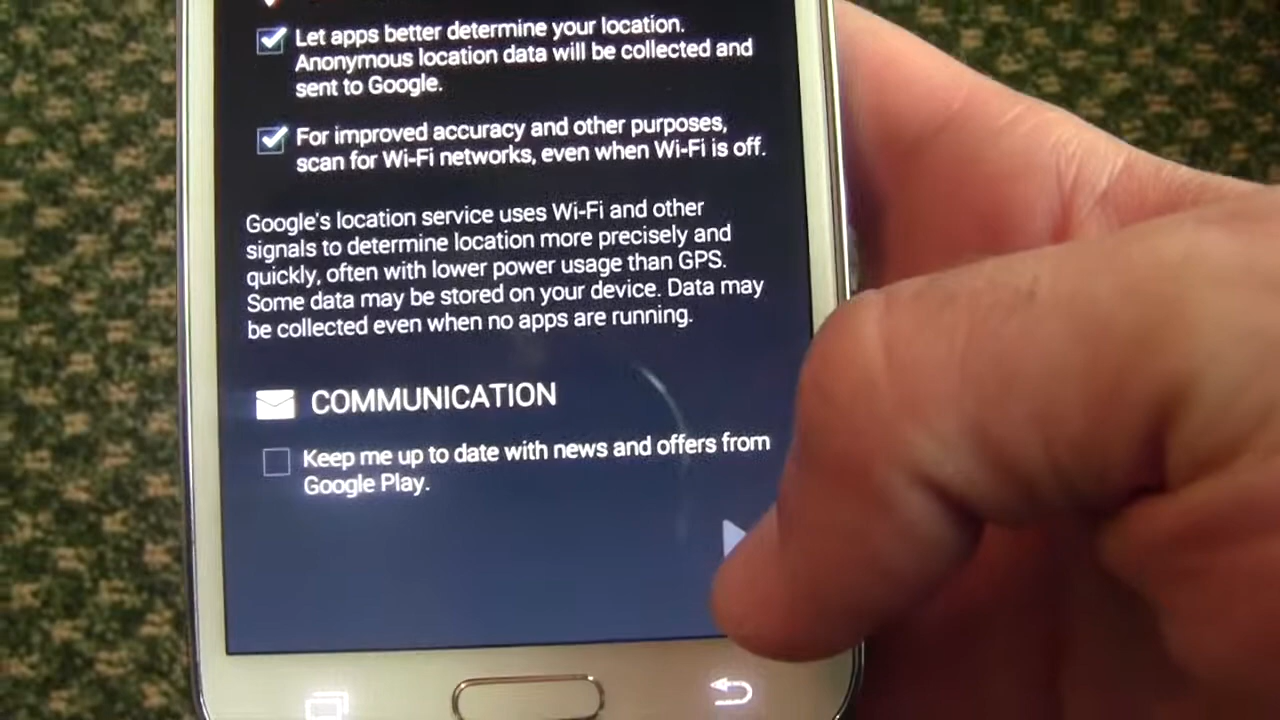 Let apps better determine your location.
Anonymous location data will be collected and
sent to Google.
For improved accuracy and other purposes,
scan for Wi-Fi networks, even when Wi-Fi is off.
Google's location service uses Wi-Fi and other
signals to determine location more precisely and
quickly, often with lower power usage than GPS.
Some data may be stored on your device. Data may
be collected even when no apps are running.
COMMUNICATION
Keep me up to date with news and offers from
Google Play.